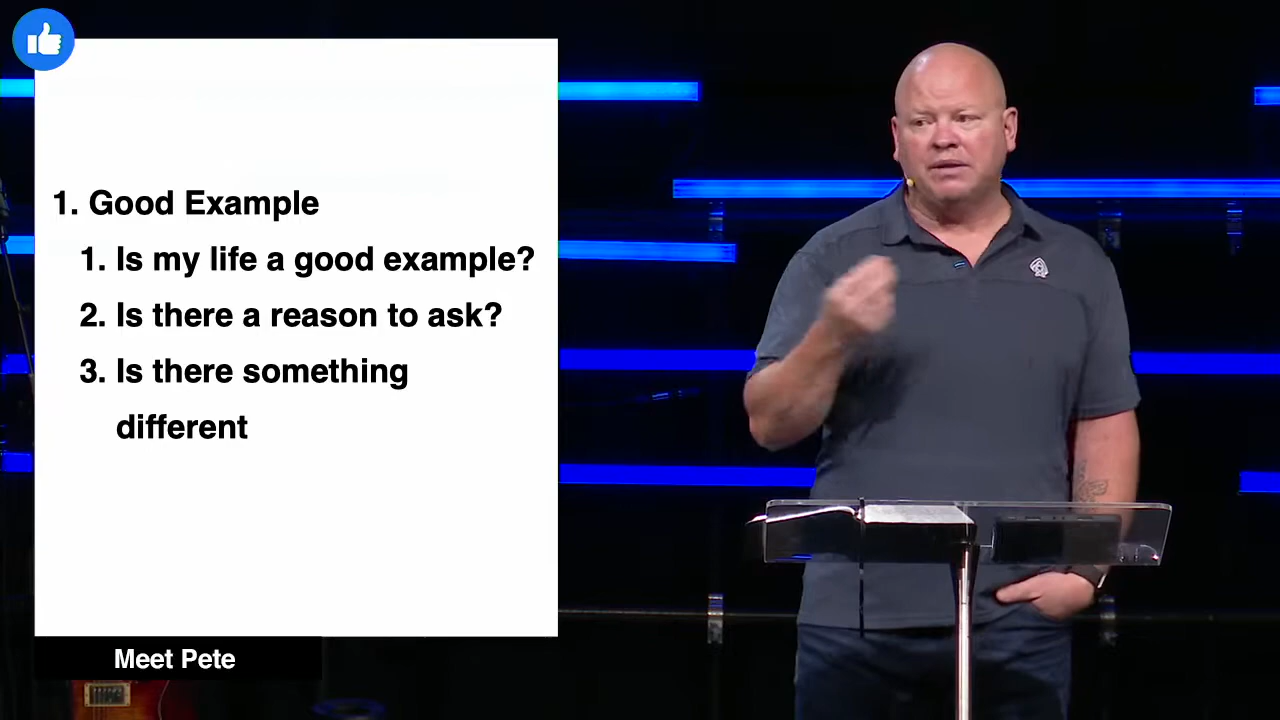 1. Good Example
1. Is my life a good example?
2. Is there a reason to ask?
3. Is there something
different
Meet Pete